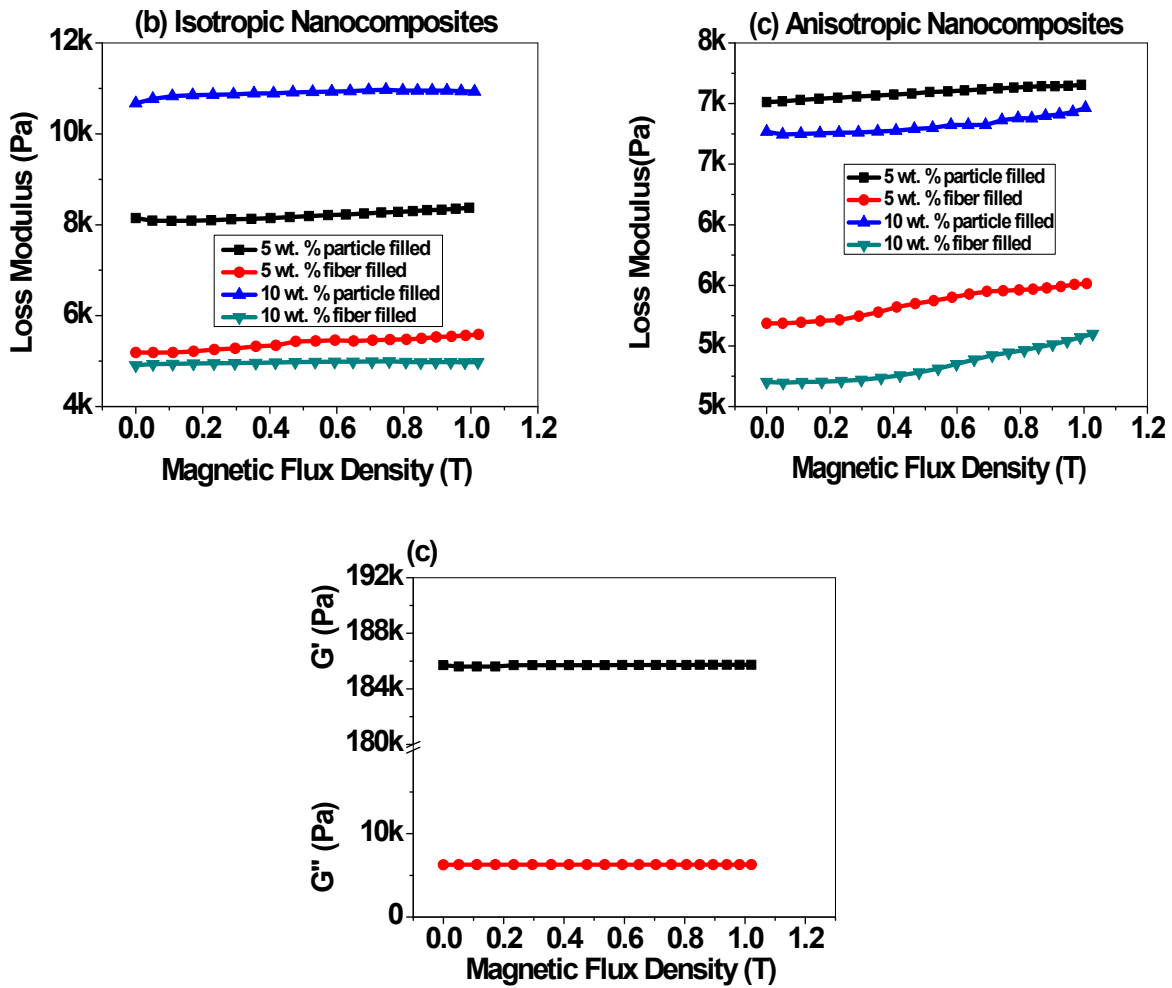 (b) Isotropic Nanocomposites
12k
10k
8k
6k
4k
Loss Modulus (Pa)
5 wt. % particle filled
5 wt. % fiber filled
10 wt. % particle filled
10 wt. % fiber filled
0.0 0.2 0.4 0.6 0.8 1.0 1.2
Magnetic Flux Density (T)
(c) Anisotropic Nanocomposites
8k
7k
7k
6k
6k
5k
5k
Loss Modulus(Pa)
5 wt. % particle filled
5 wt. % fiber filled
10 wt. % particle filled
10 wt. % fiber filled
0.0 0.2 0.4 0.6 0.8 1.0 1.2
Magnetic Flux Density (T)
(c)
192k
188k
184k
180k
G' (Pa)
10k
0
G'' (Pa)
0.0 0.2 0.4 0.6 0.8 1.0 1.2
Magnetic Flux Density (T)